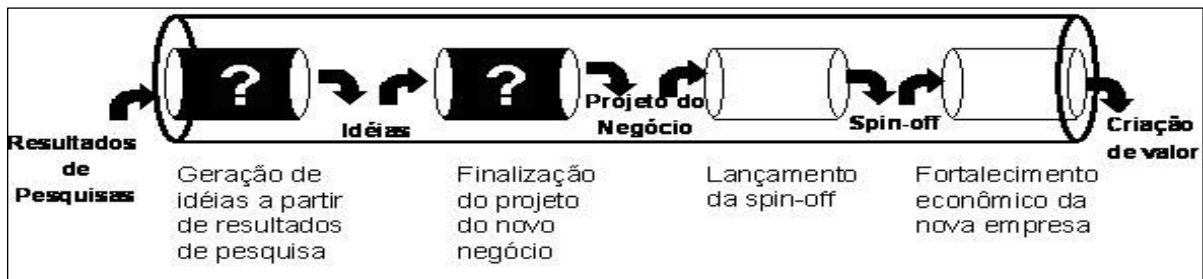 ?
?
Resultados
de
Pesquisas
Idéias
Projeto do
Negócio
Spin-off
Criação
de valor
Geração de
idéias a partir
de resultados
de pesquisa
Finalização
do projeto
do novo
negócio
Lançamento
da spin-off
Fortalecimento
econômico da
nova empresa